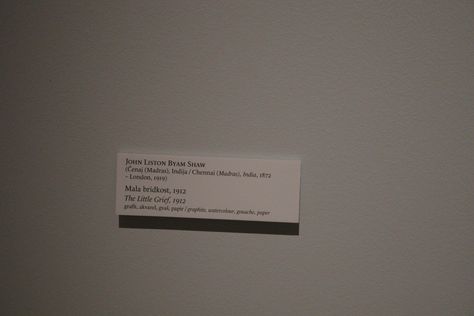 JOHN LISTON BYAM SHAW
(Čenaj (Madras), Indija / Chennai (Madras), India, 1872
– London, 1919)
Mala bridkost, 1912
The Little Grief, 1912
grafit, akvarel, gvaš, papir / graphite, watercolour, gouache, paper